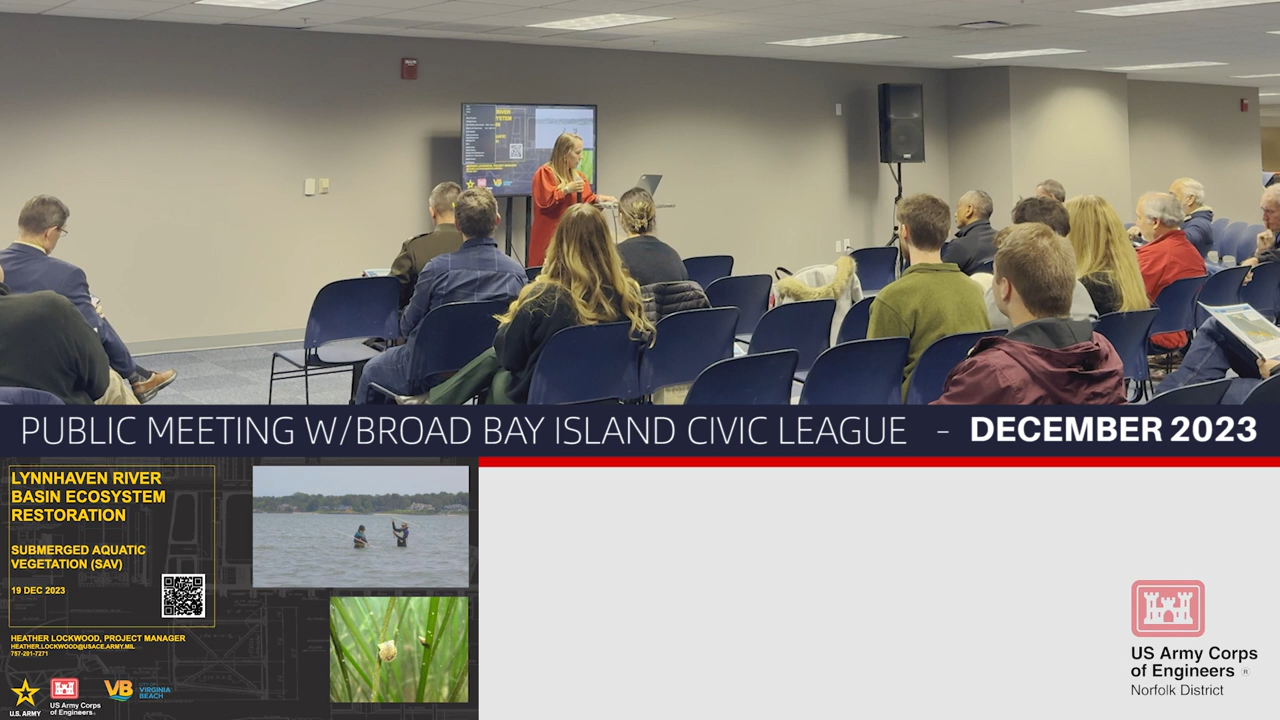 PUBLIC MEETING W/BROAD BAY ISLAND CIVIC LEAGUE - DECEMBER 2023
LYNNHAVEN RIVER
BASIN ECOSYSTEM
RESTORATION
SUBMERGED AQUATIC
VEGETATION (SAV)
19 DEC 2023
HEATHER LOCKWOOD, PROJECT MANAGER
HEATHER.LOCKWOOD@USACE.ARMY.MIL
757-201-7271
U.S. ARMY
US Army Corps
of Engineers
VB
CITY OF
VIRGINIA
BEACH
US Army Corps
of Engineers ®
Norfolk District